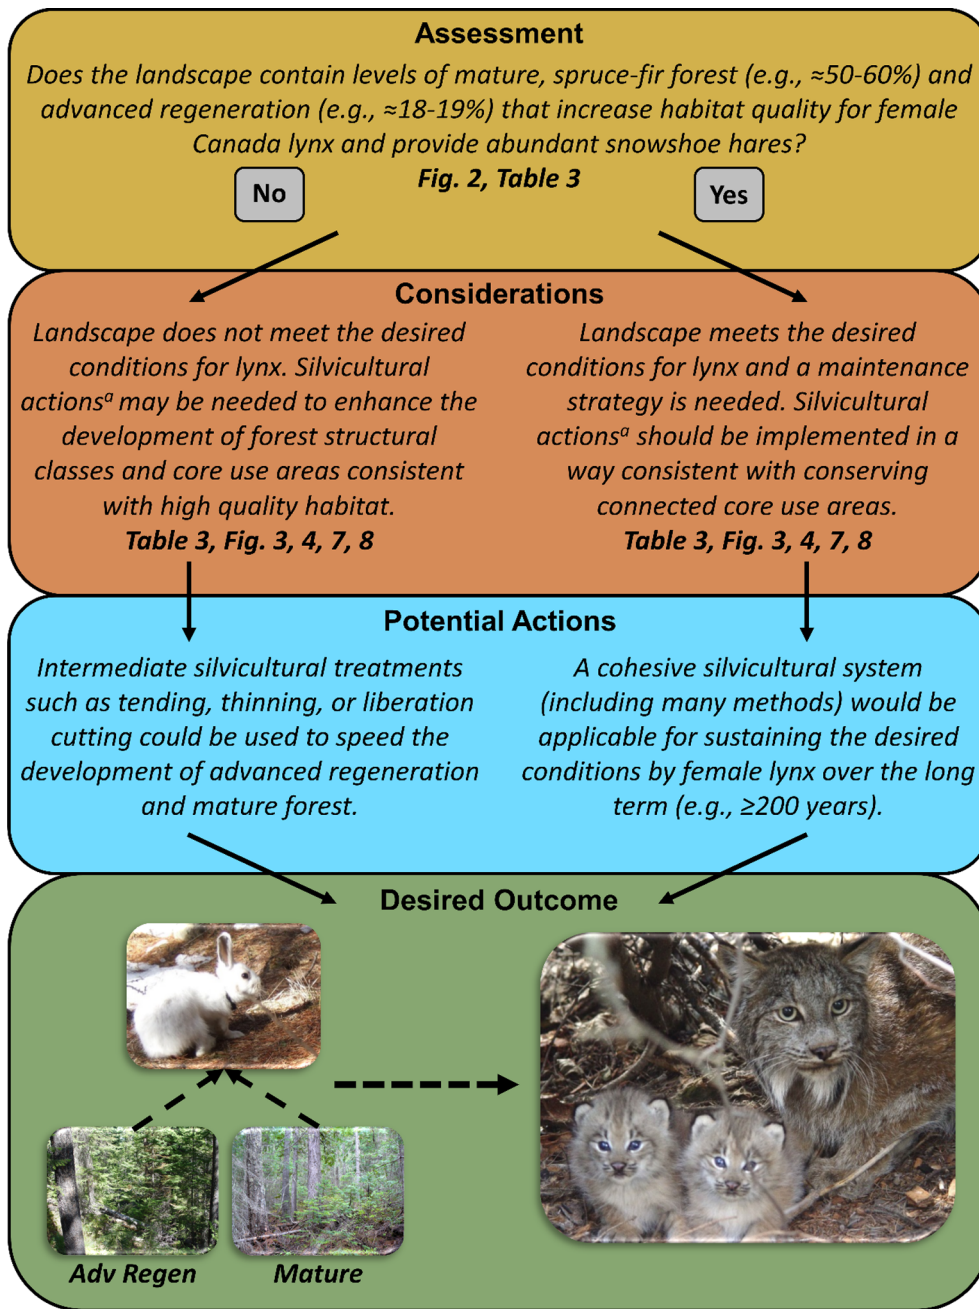 Assessment
Does the landscape contain levels of mature, spruce-fir forest (e.g., ≈50-60%) and
advanced regeneration (e.g., ≈18-19%) that increase habitat quality for female
Canada lynx and provide abundant snowshoe hares?
Fig. 2, Table 3
No
Yes
Considerations
Landscape does not meet the desired
conditions for lynx. Silvicultural
actionsᵃ may be needed to enhance the
development of forest structural
classes and core use areas consistent
with high quality habitat.
Table 3, Fig. 3, 4, 7, 8
Landscape meets the desired
conditions for lynx and a maintenance
strategy is needed. Silvicultural
actionsᵃ should be implemented in a
way consistent with conserving
connected core use areas.
Table 3, Fig. 3, 4, 7, 8
Potential Actions
Intermediate silvicultural treatments
such as tending, thinning, or liberation
cutting could be used to speed the
development of advanced regeneration
and mature forest.
A cohesive silvicultural system
(including many methods) would be
applicable for sustaining the desired
conditions by female lynx over the long
term (e.g., ≥200 years).
Desired Outcome
Adv Regen
Mature